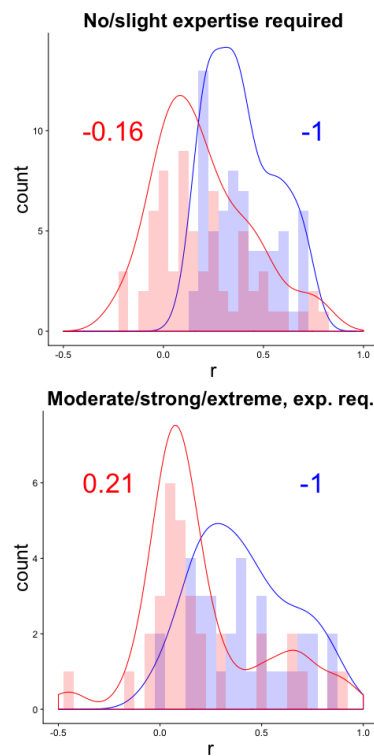 No/slight expertise required
-0.16 -1
10
5
0
count
-0.5 0.0 0.5 1.0
r
Moderate/strong/extreme, exp. req.
0.21 -1
6
4
2
0
count
-0.5 0.0 0.5 1.0
r